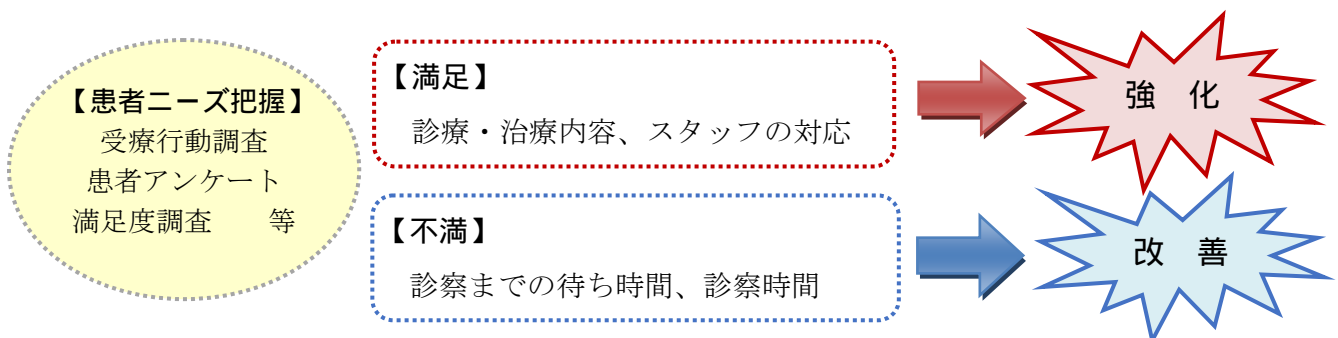 【患者ニーズ把握】
受療行動調査
患者アンケート
満足度調査　　等
【満足】
診療・治療内容、スタッフの対応
強　化
【不満】
診察までの待ち時間、診察時間
改　善